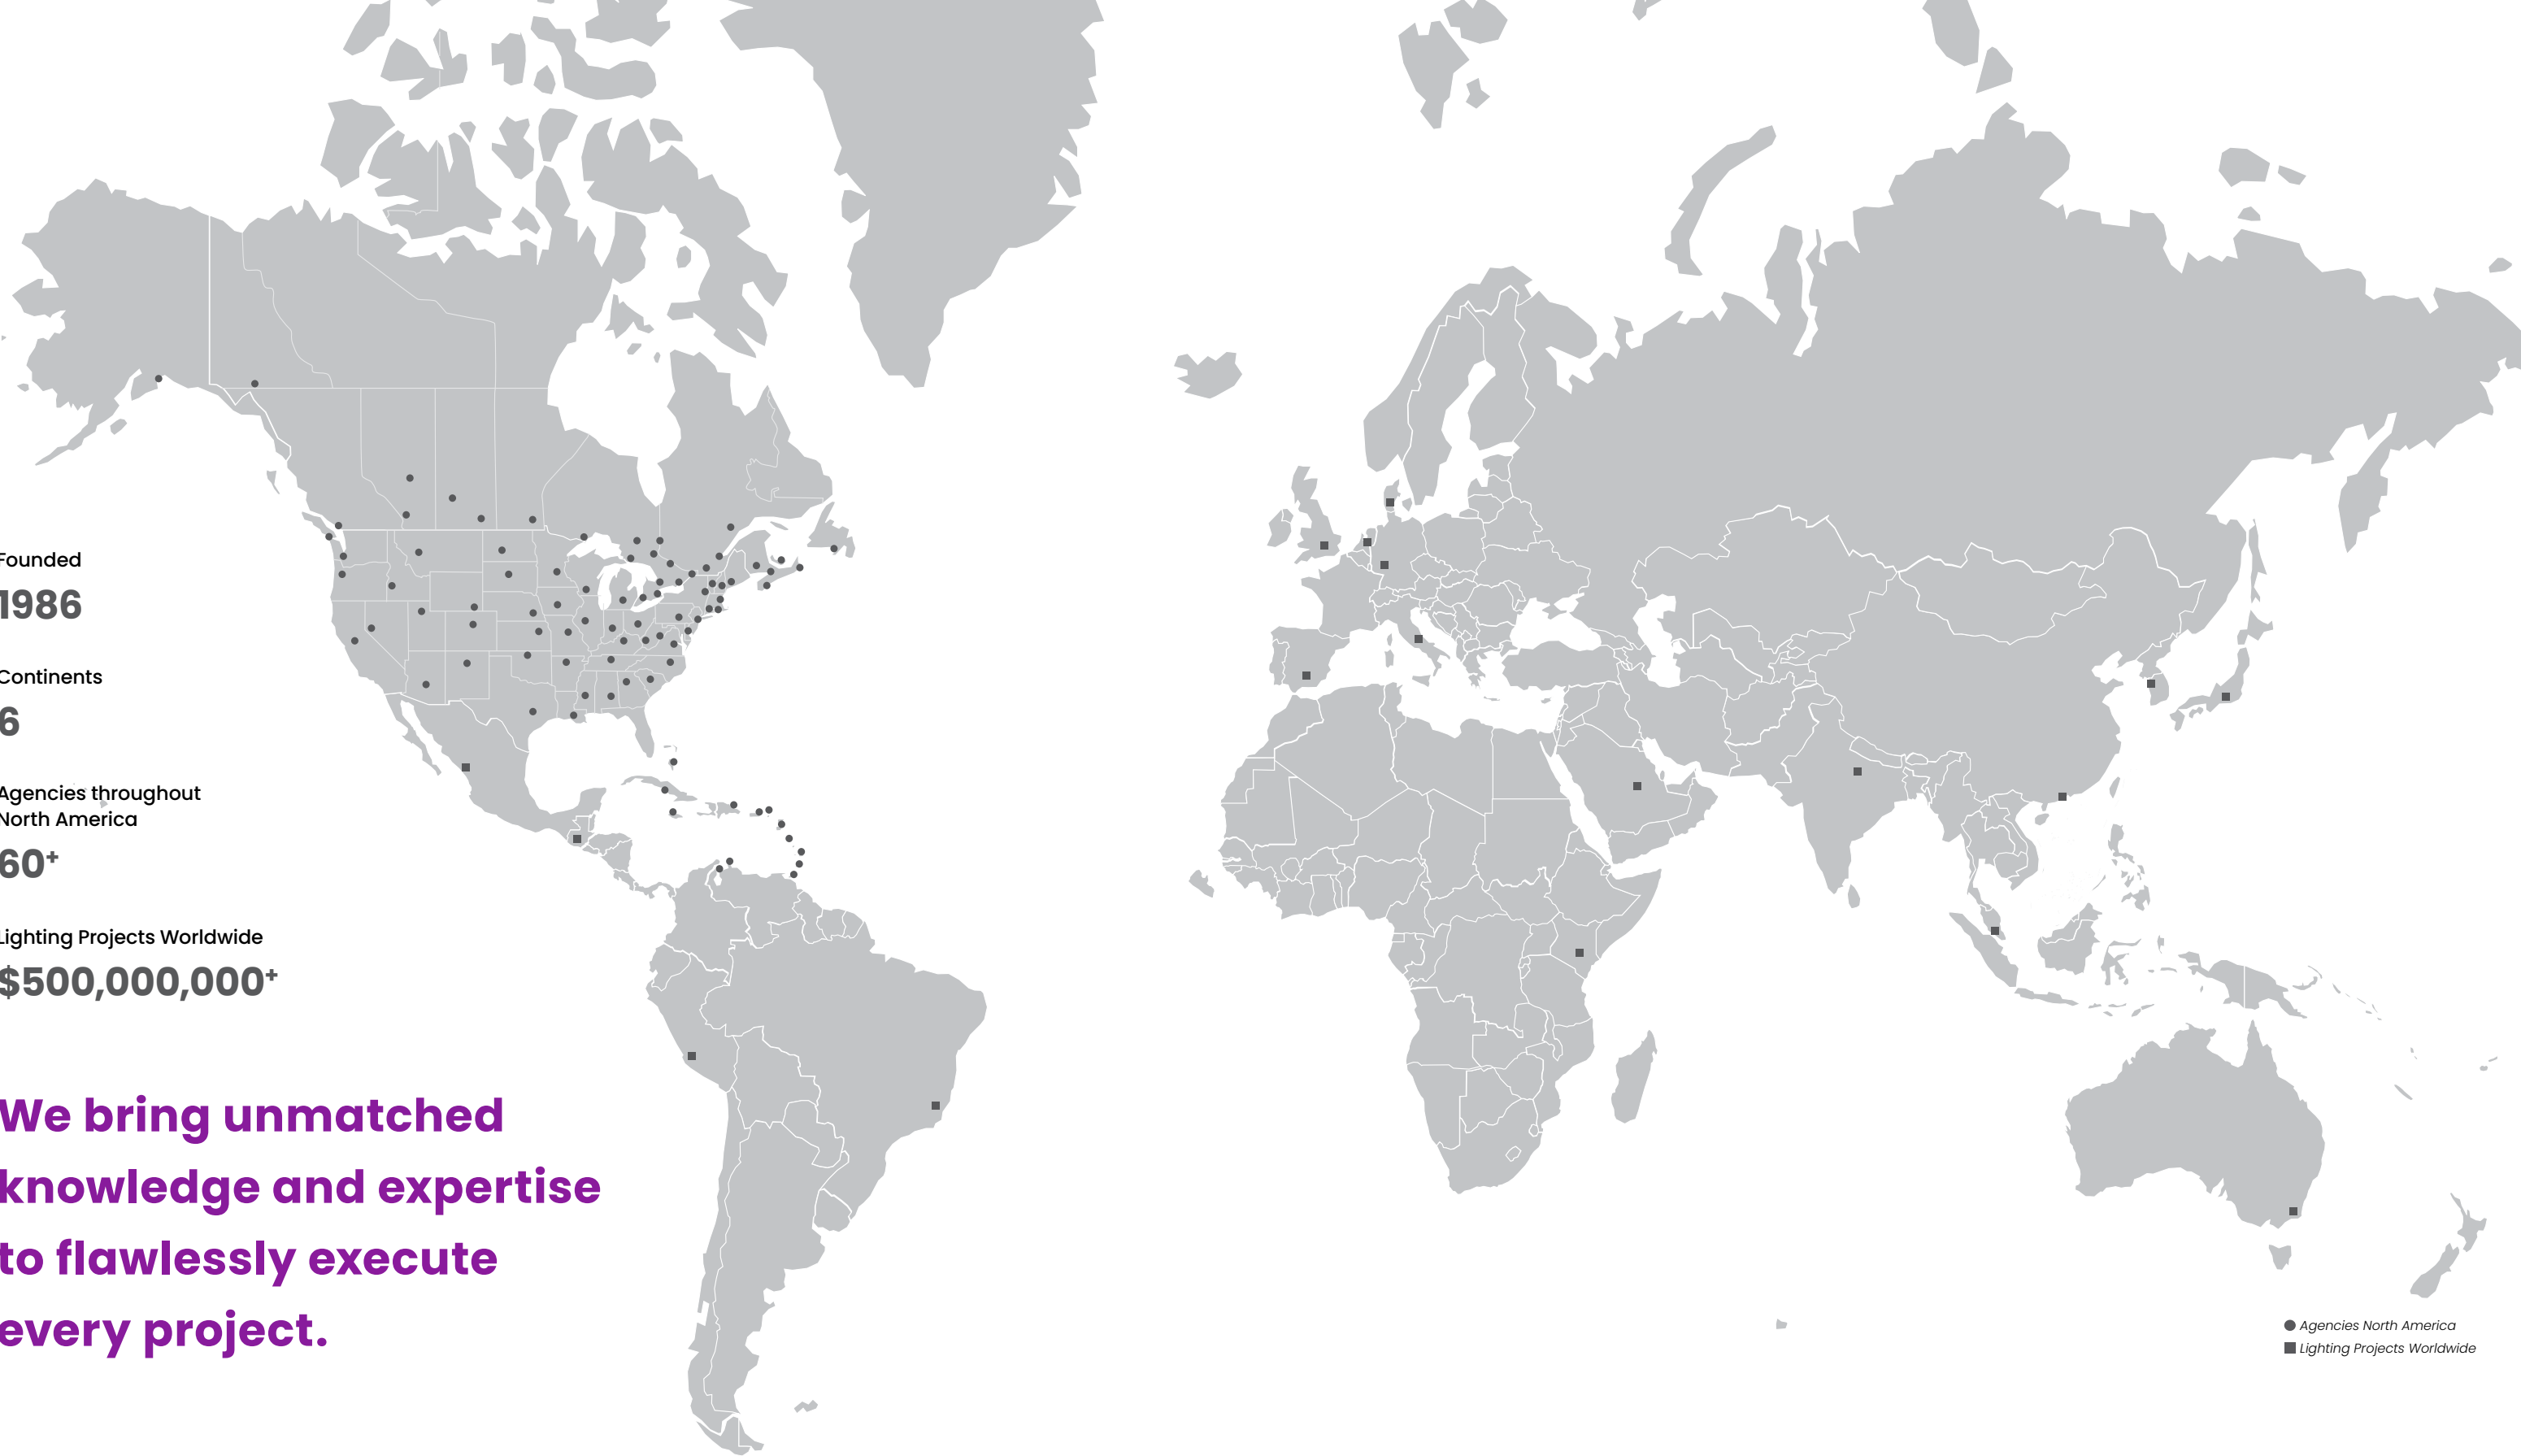 Founded
1986
Continents
6
Agencies throughout
North America
60+
Lighting Projects Worldwide
$500,000,000+
We bring unmatched
knowledge and expertise
to flawlessly execute
every project.
Agencies North America
Lighting Projects Worldwide